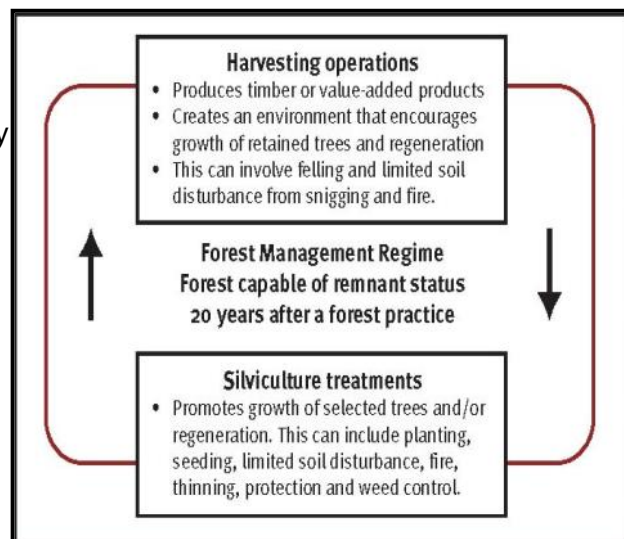 y
Harvesting operations
• Produces timber or value-added products
• Creates an environment that encourages
growth of retained trees and regeneration
• This can involve felling and limited soil
disturbance from snigging and fire.
Forest Management Regime
Forest capable of remnant status
20 years after a forest practice
Silviculture treatments
• Promotes growth of selected trees and/or
regeneration. This can include planting,
seeding, limited soil disturbance, fire,
thinning, protection and weed control.